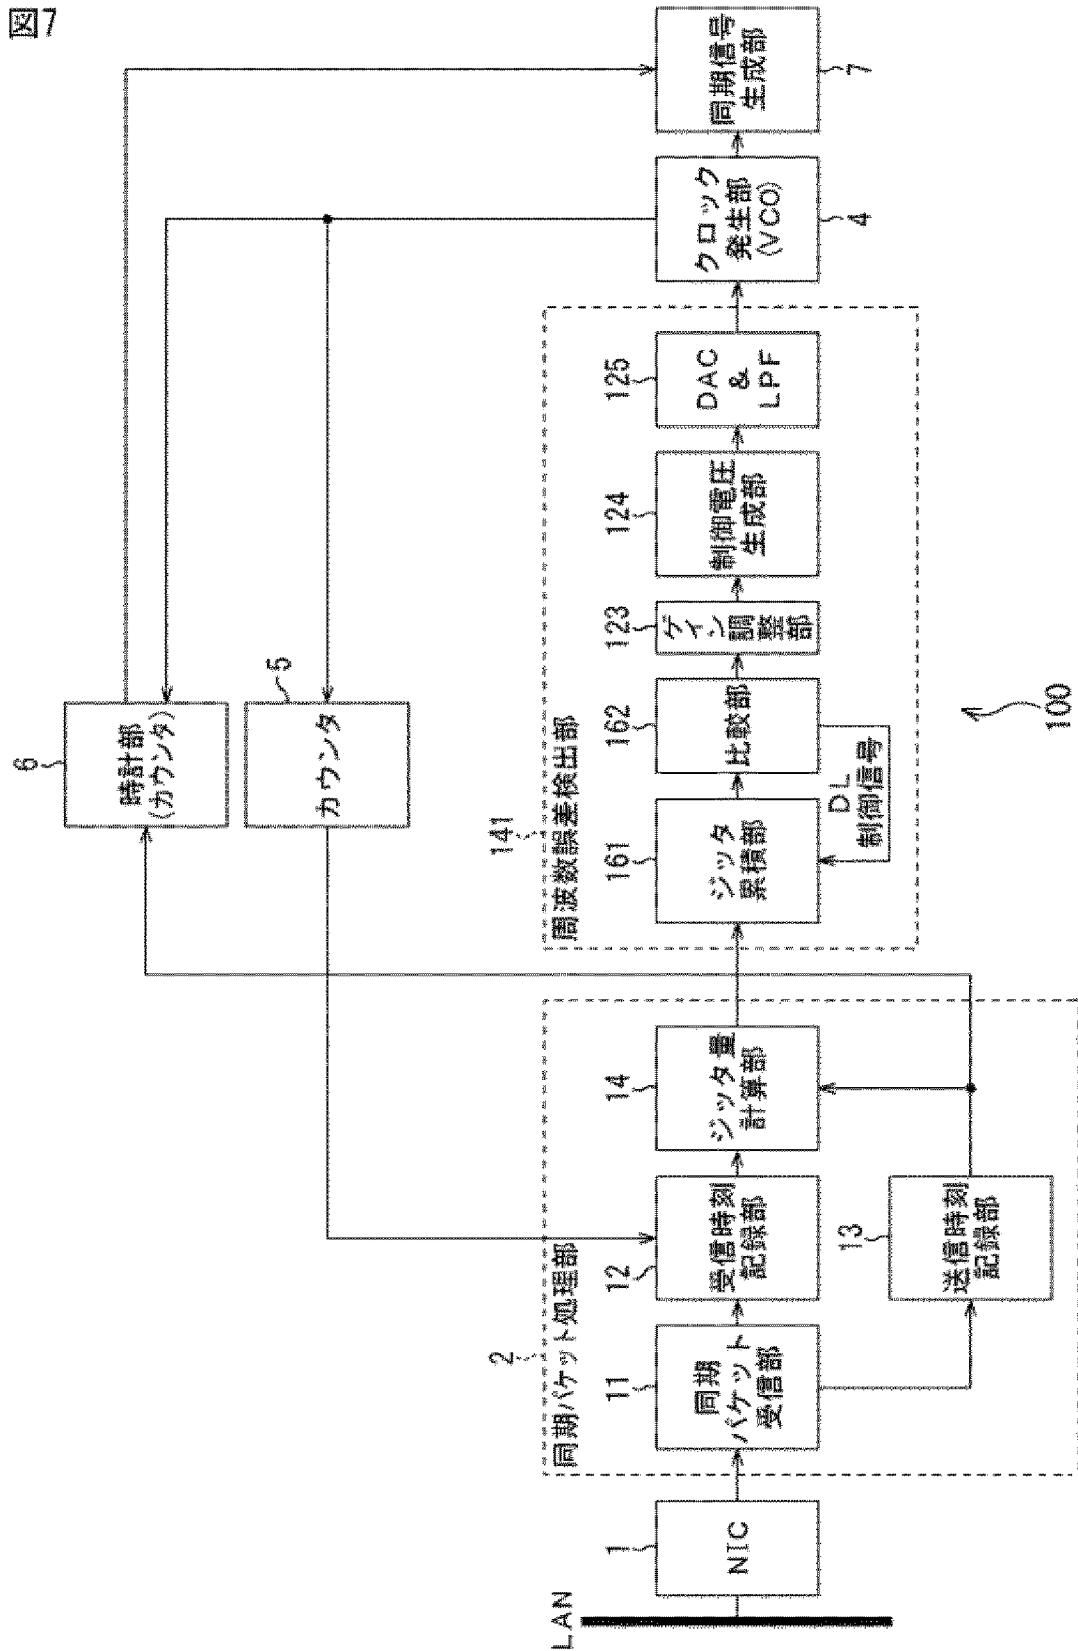 図7
LAN
1
NIC
2
同期パケット処理部
11
同期
パケット
受信部
12
受信時刻
記録部
13
送信時刻
記録部
14
ジッタ量
計算部
141
周波数誤差検出部
161
ジッタ
累積部
162
比較部
DL
制御信号
123
ゲイン
調整部
124
制御電圧
生成部
125
DAC
&
LPF
4
クロック
発生部
(VCO)
7
同期信号
生成部
6
時計部
(カウンタ)
5
カウンタ
100